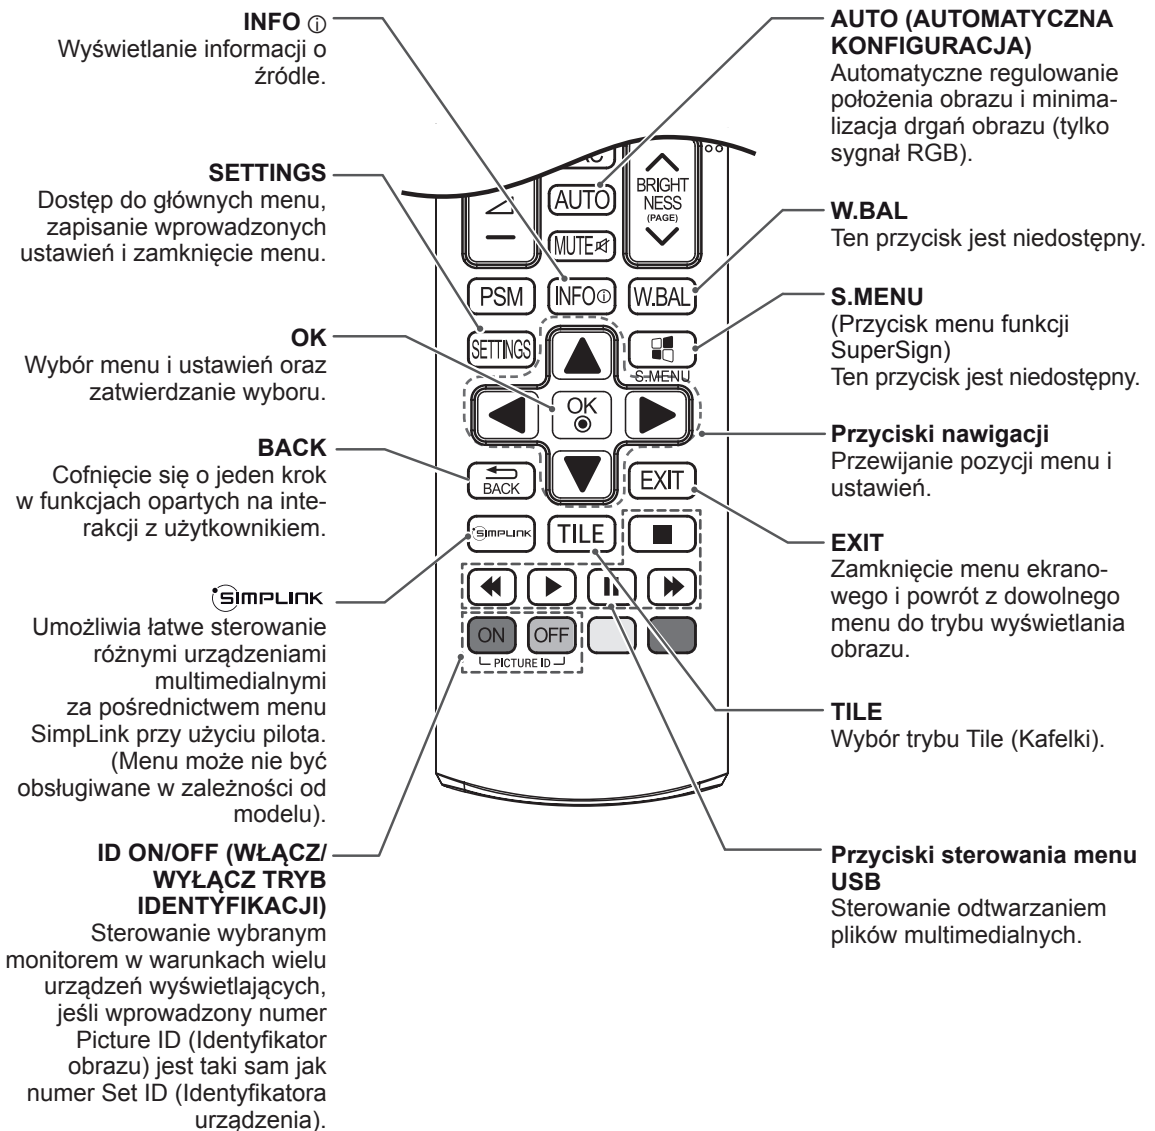 INFO ⓘ
Wyświetlanie informacji o
źródle.
SETTINGS
Dostęp do głównych menu,
zapisanie wprowadzonych
ustawień i zamknięcie menu.
OK
Wybór menu i ustawień oraz
zatwierdzanie wyboru.
BACK
Cofnięcie się o jeden krok
w funkcjach opartych na inte-
rakcji z użytkownikiem.
SIMPLINK
Umożliwia łatwe sterowanie
różnymi urządzeniami
multimedialnymi
za pośrednictwem menu
SimpLink przy użyciu pilota.
(Menu może nie być
obsługiwane w zależności od
modelu).
ID ON/OFF (WŁĄCZ/
WYŁĄCZ TRYB
IDENTYFIKACJI)
Sterowanie wybranym
monitorem w warunkach wielu
urządzeń wyświetlających,
jeśli wprowadzony numer
Picture ID (Identyfikator
obrazu) jest taki sam jak
numer Set ID (Identyfikatora
urządzenia).
AUTO
BRIGHT
NESS
(PAGE)
MUTE
PSM
INFO ⓘ
W.BAL
SETTINGS
S.MENU
OK
BACK
EXIT
SIMPLINK
TILE
ON
OFF
PICTURE ID
AUTO (AUTOMATYCZNA
KONFIGURACJA)
Automatyczne regulowanie
położenia obrazu i minima-
lizacja drgań obrazu (tylko
sygnał RGB).
W.BAL
Ten przycisk jest niedostępny.
S.MENU
(Przycisk menu funkcji
SuperSign)
Ten przycisk jest niedostępny.
Przyciski nawigacji
Przewijanie pozycji menu i
ustawień.
EXIT
Zamknięcie menu ekrano-
wego i powrót z dowolnego
menu do trybu wyświetlania
obrazu.
TILE
Wybór trybu Tile (Kafelki).
Przyciski sterowania menu
USB
Sterowanie odtwarzaniem
plików multimedialnych.